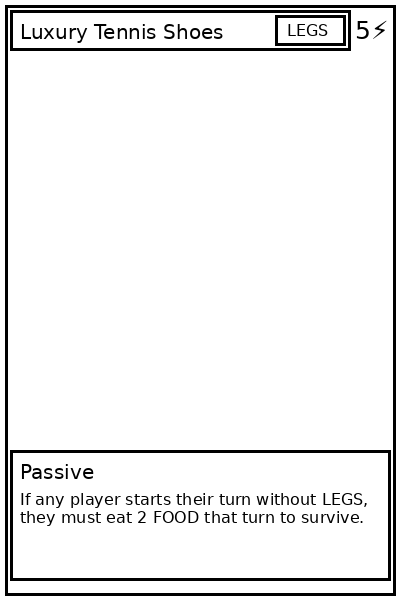 Luxury Tennis Shoes LEGS 5⚡
Passive
If any player starts their turn without LEGS,
they must eat 2 FOOD that turn to survive.